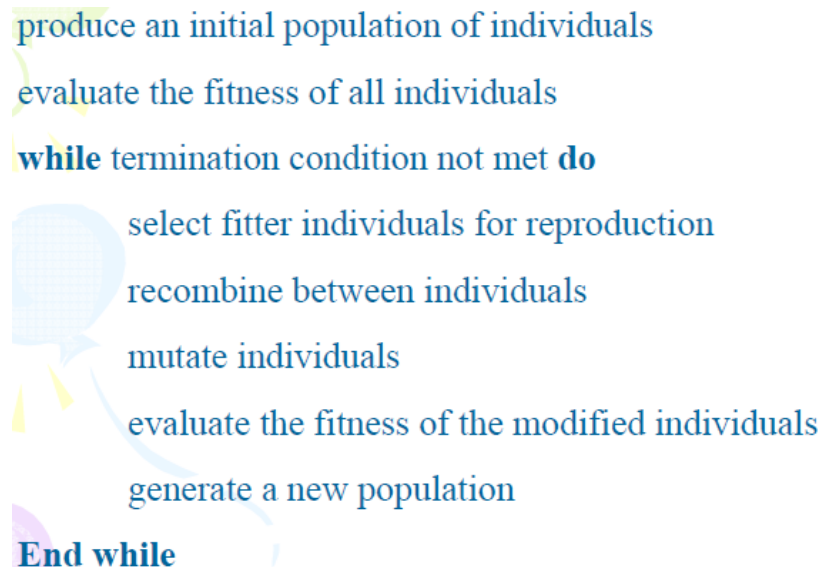 produce an initial population of individuals
evaluate the fitness of all individuals
while termination condition not met do
select fitter individuals for reproduction
recombine between individuals
mutate individuals
evaluate the fitness of the modified individuals
generate a new population
End while